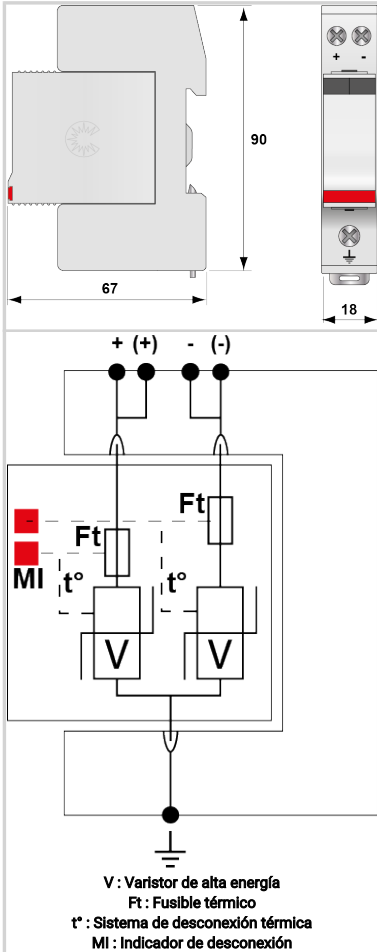 + -
90
67
18
+ (+) - (-)
Ft
Ft
MI
t°
t°
V
V
V : Varistor de alta energía
Ft : Fusible térmico
t° : Sistema de desconexión térmica
MI : Indicador de desconexión